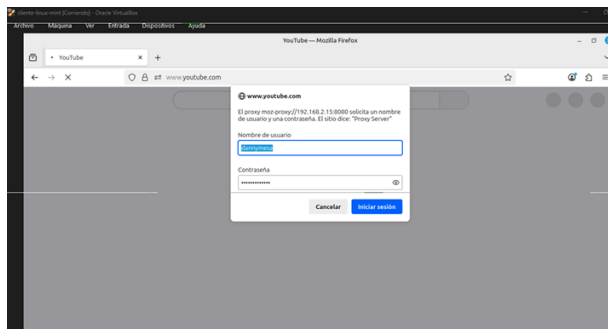 cliente-linux-mint [Corriendo] - Oracle VirtualBox
Archivo Máquina Ver Entrada Dispositivos Ayuda
YouTube — Mozilla Firefox
YouTube
www.youtube.com
www.youtube.com
El proxy moz-proxy://192.168.2.15:8080 solicita un nombre
de usuario y una contraseña. El sitio dice: "Proxy Server"
Nombre de usuario
dannymesa
Contraseña
Cancelar Iniciar sesión